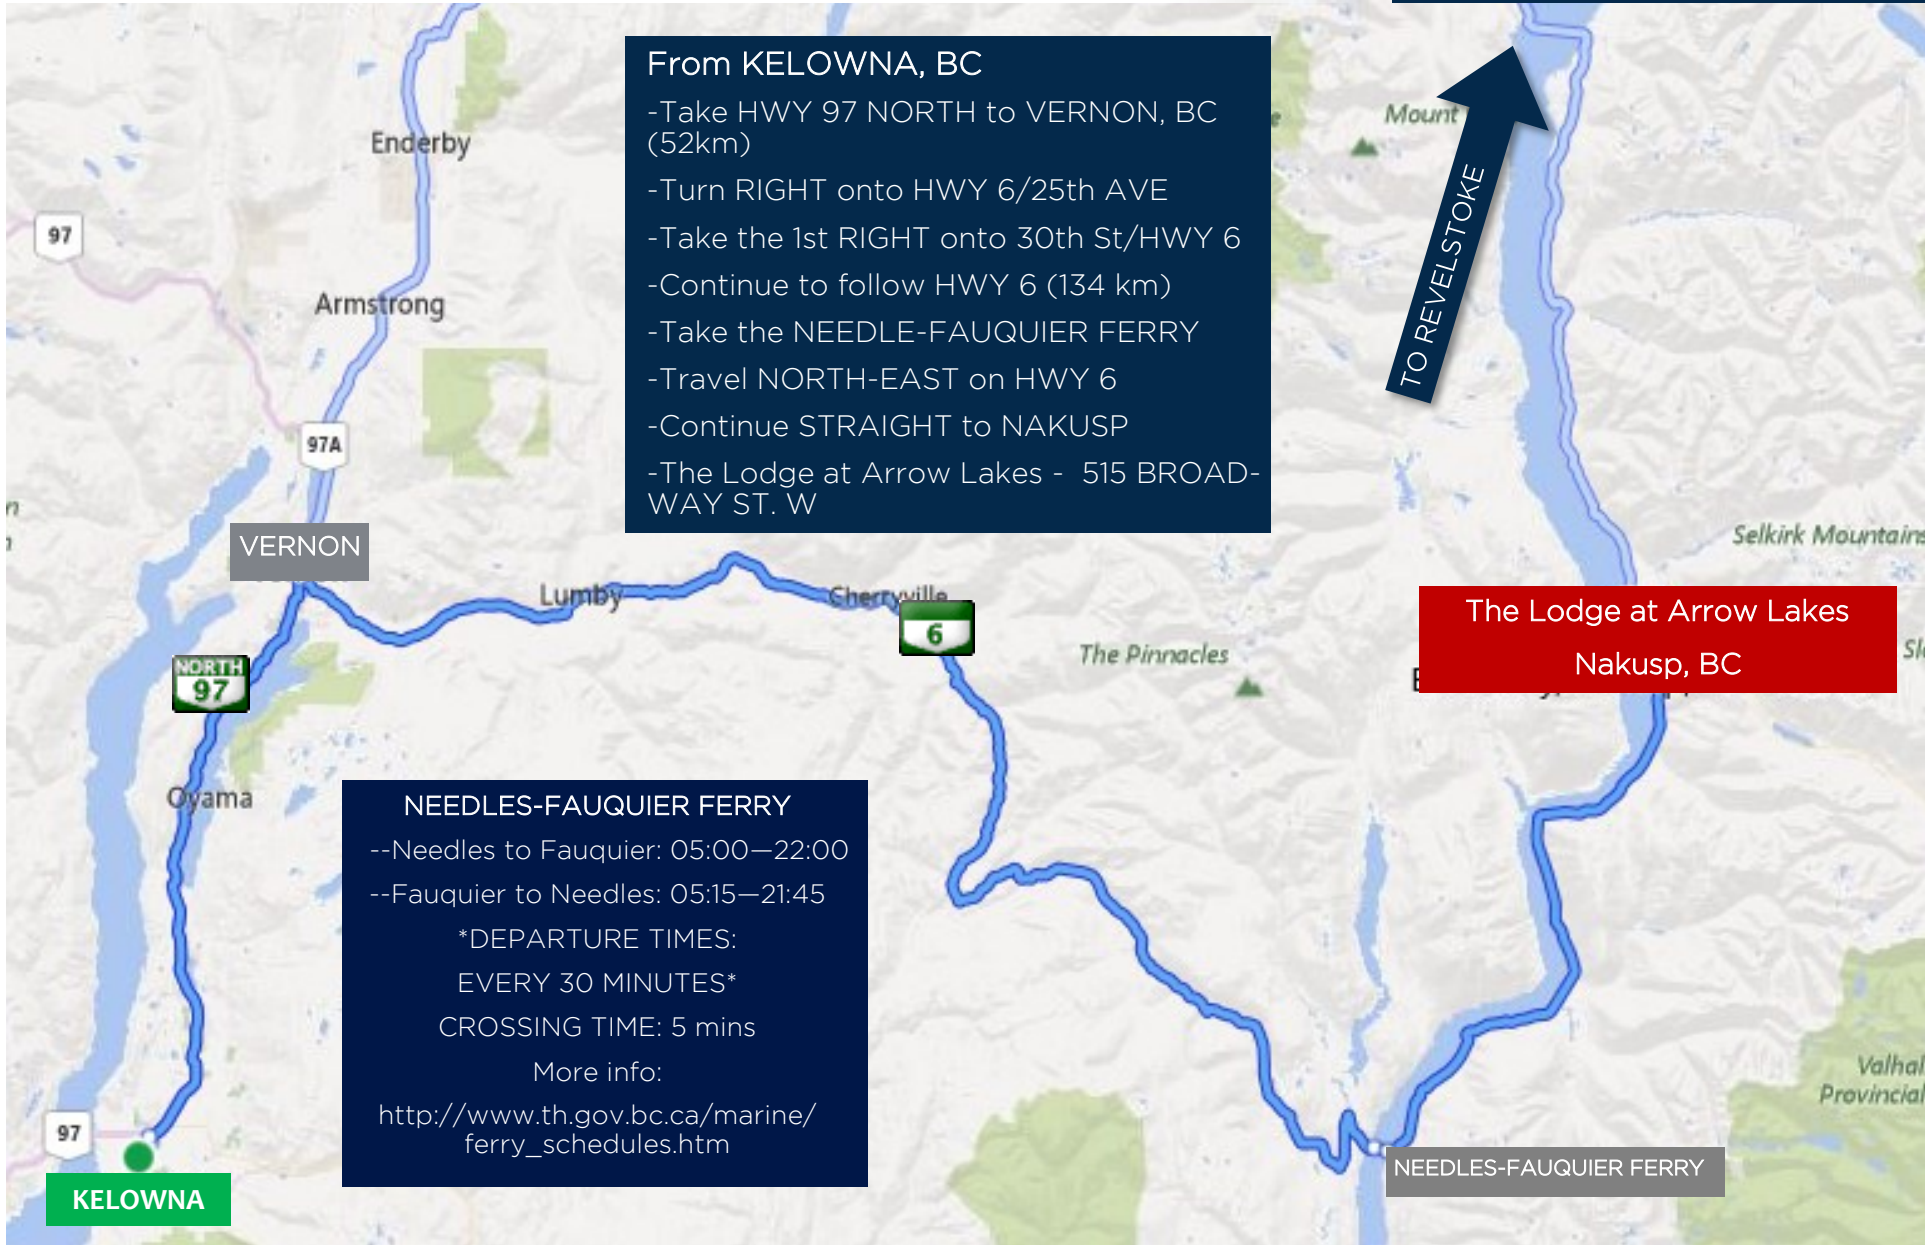 From KELOWNA, BC
-Take HWY 97 NORTH to VERNON, BC
(52km)
-Turn RIGHT onto HWY 6/25th AVE
-Take the 1st RIGHT onto 30th St/HWY 6
-Continue to follow HWY 6 (134 km)
-Take the NEEDLE-FAUQUIER FERRY
-Travel NORTH-EAST on HWY 6
-Continue STRAIGHT to NAKUSP
-The Lodge at Arrow Lakes - 515 BROAD-
WAY ST. W
Mount
TO REVELSTOKE
Enderby
97
Armstrong
97A
VERNON
Lumby
Cherryville
6
The Pinnacles
Selkirk Mountains
The Lodge at Arrow Lakes
Nakusp, BC
NORTH
97
Oyama
NEEDLES-FAUQUIER FERRY
--Needles to Fauquier: 05:00—22:00
--Fauquier to Needles: 05:15—21:45
*DEPARTURE TIMES:
EVERY 30 MINUTES*
CROSSING TIME: 5 mins
More info:
http://www.th.gov.bc.ca/marine/
ferry_schedules.htm
Valhal
Provincial
97
KELOWNA
NEEDLES-FAUQUIER FERRY